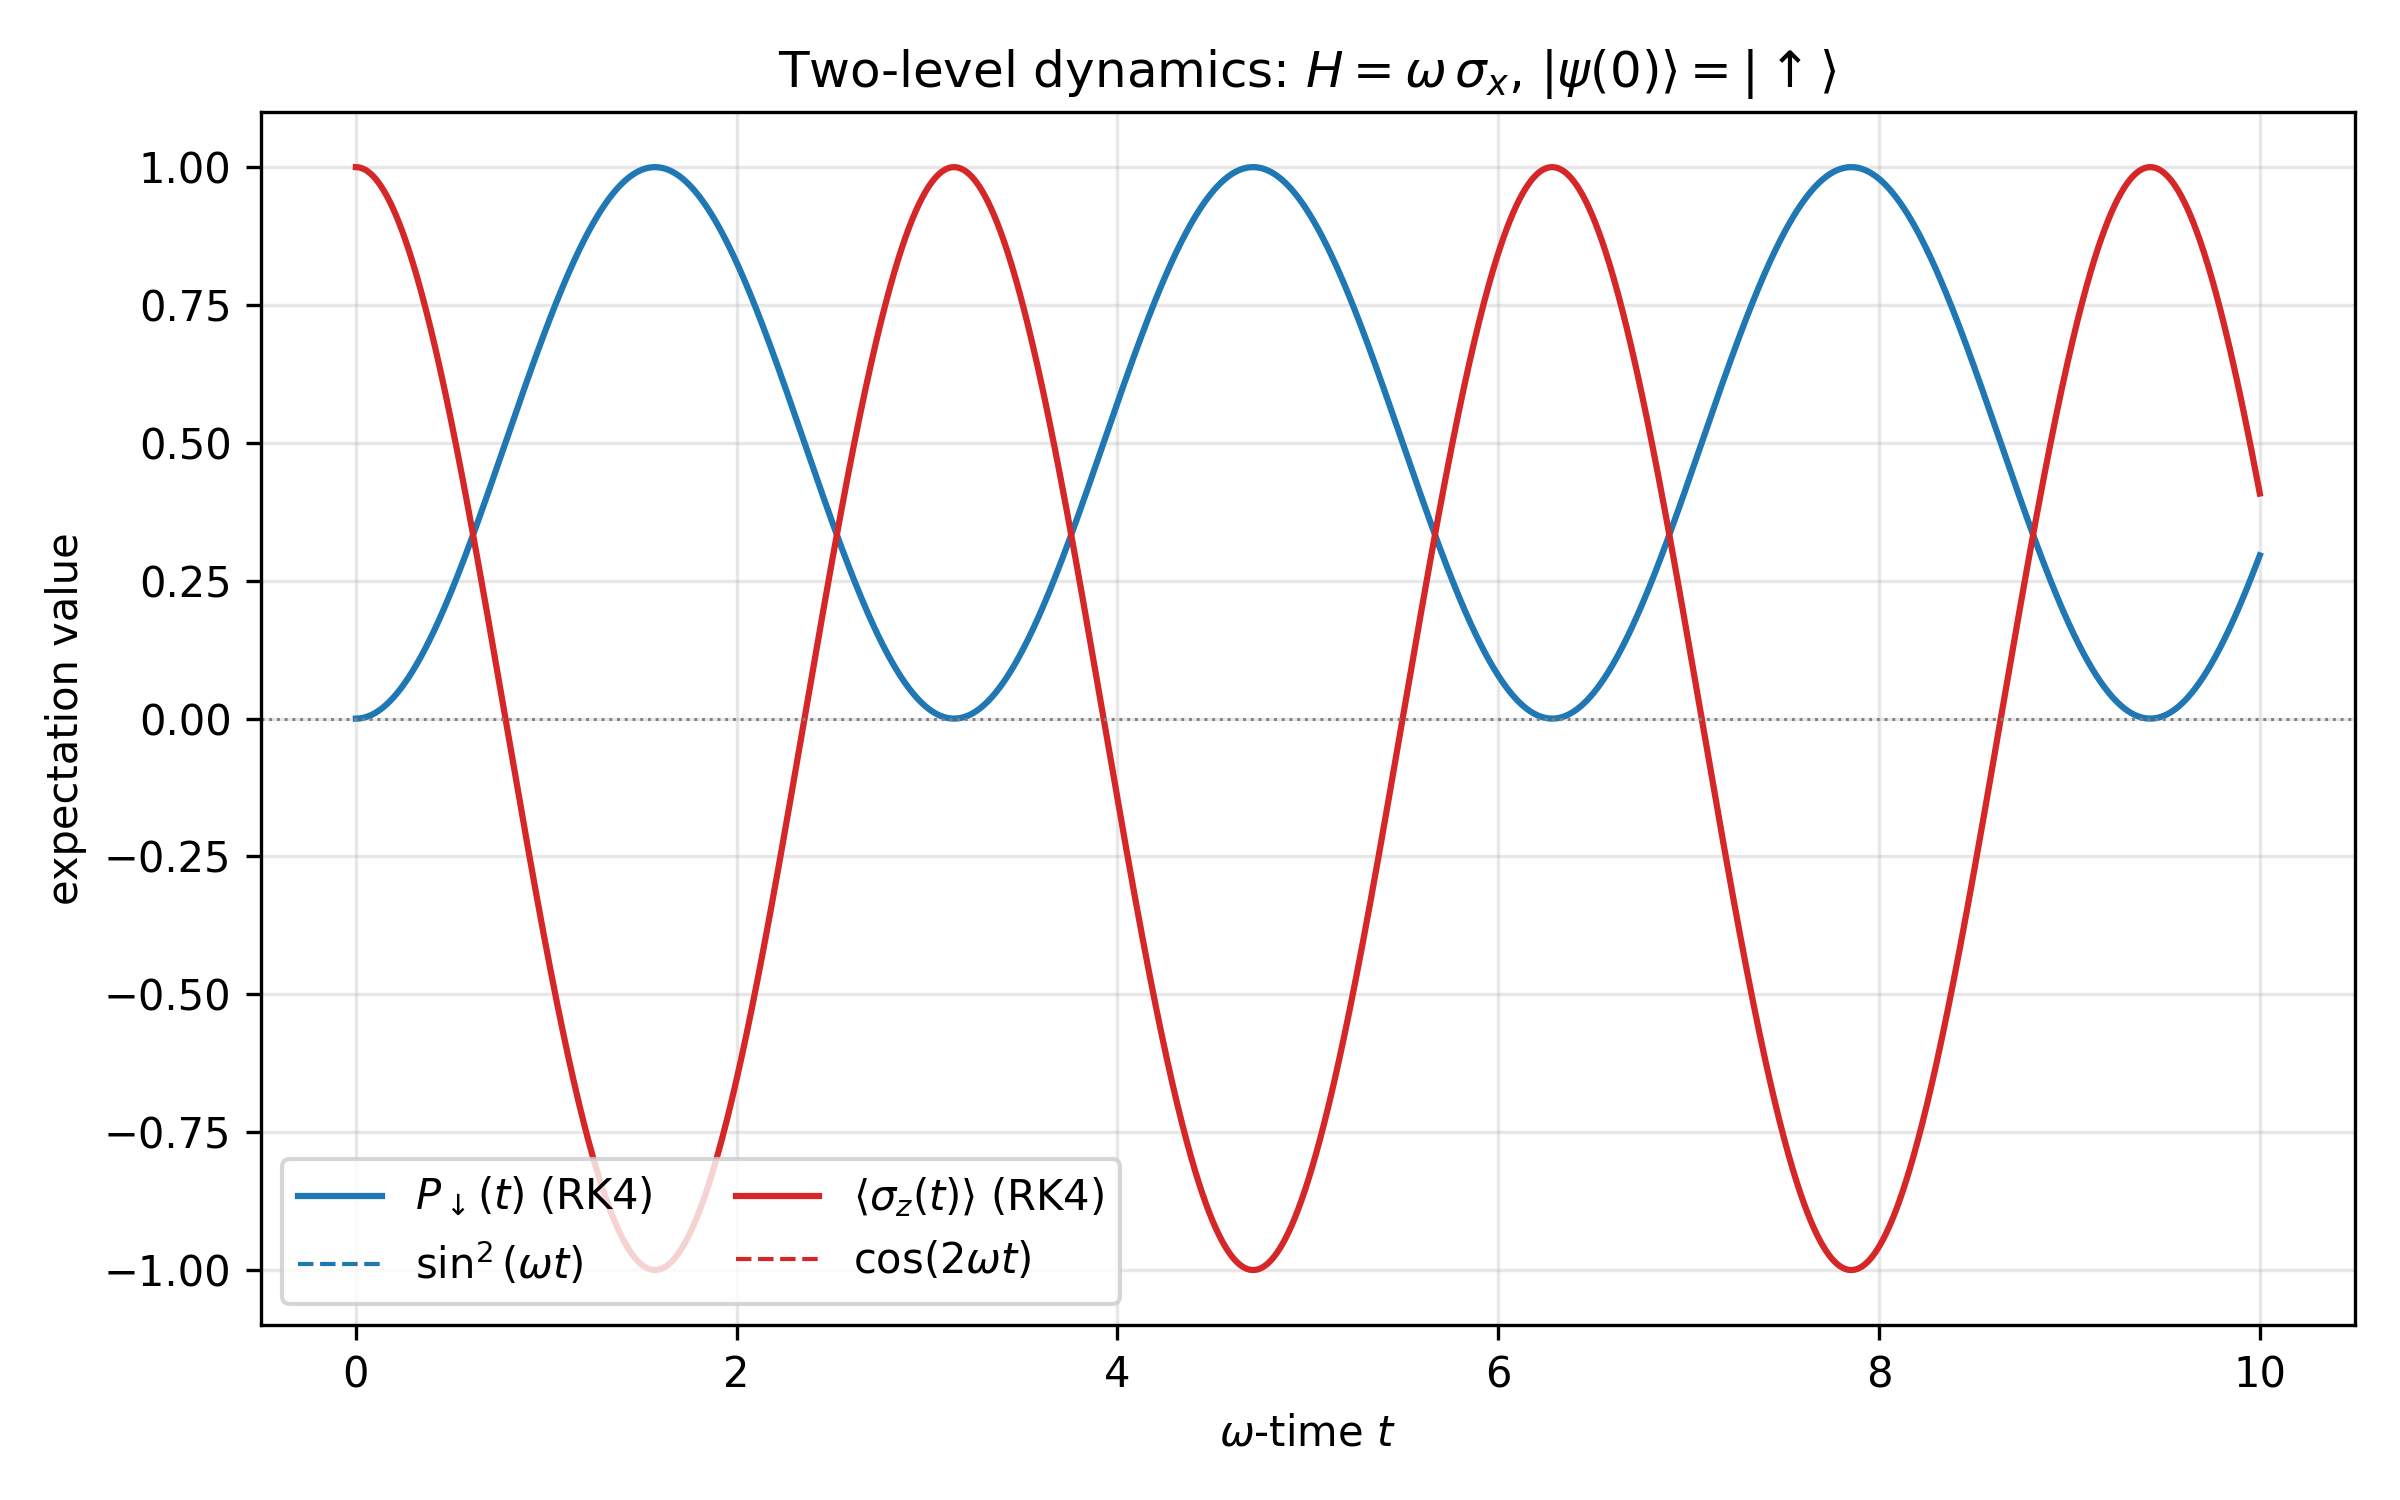 Two-level dynamics: H = ω σₓ, |ψ(0)⟩ = | ↑ ⟩
expectation value
1.00
0.75
0.50
0.25
0.00
−0.25
−0.50
−0.75
−1.00
P↓(t) (RK4)
sin²(ωt)
⟨σ_z(t)⟩ (RK4)
cos(2ωt)
0 2 4 6 8 10
ω-time t